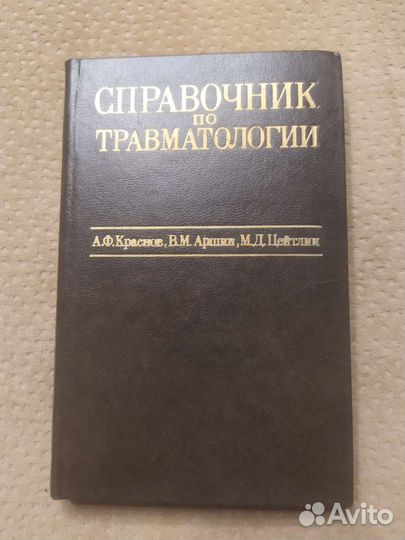 СПРАВОЧНИК
ПО
ТРАВМАТОЛОГИИ
А.Ф.Краснов, В.М.Аршин, М.Д.Цейтлин
Avito